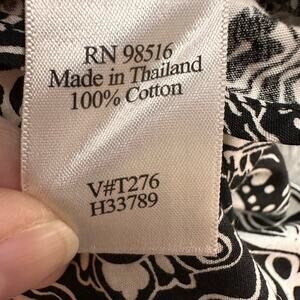 RN 98516
Made in Thailand
100% Cotton
V#T276
H33789